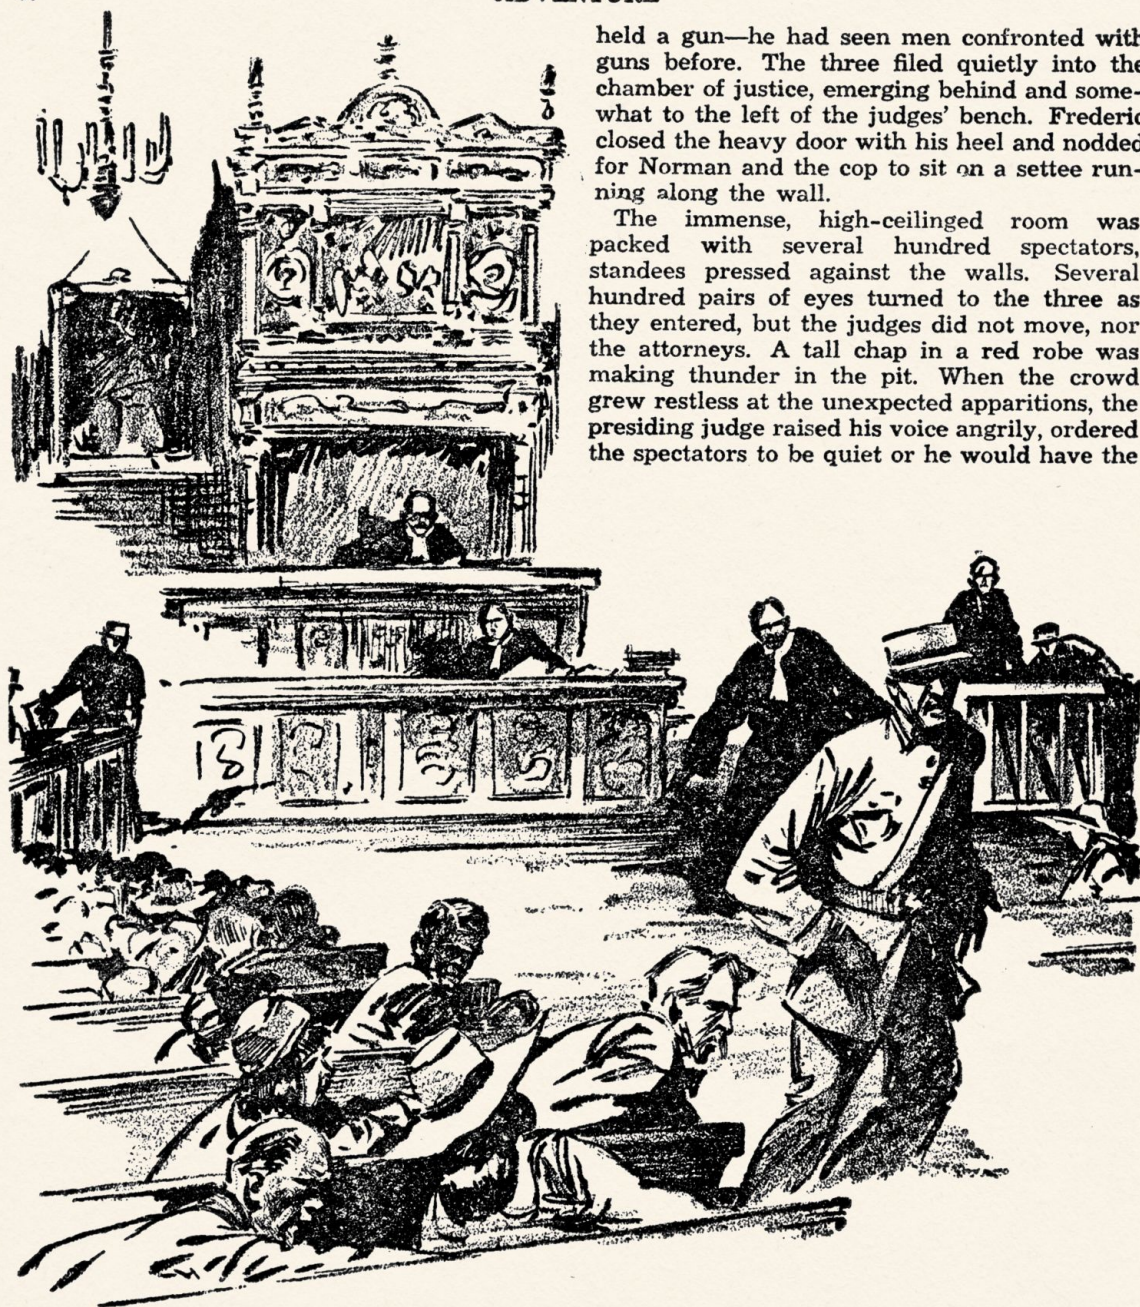 ADVENTURE
held a gun—he had seen men confronted with
guns before. The three filed quietly into the
chamber of justice, emerging behind and some-
what to the left of the judges' bench. Frederic
closed the heavy door with his heel and nodded
for Norman and the cop to sit on a settee run-
ning along the wall.
The immense, high-ceilinged room was
packed with several hundred spectators,
standees pressed against the walls. Several
hundred pairs of eyes turned to the three as
they entered, but the judges did not move, nor
the attorneys. A tall chap in a red robe was
making thunder in the pit. When the crowd
grew restless at the unexpected apparitions, the
presiding judge raised his voice angrily, ordered
the spectators to be quiet or he would have the